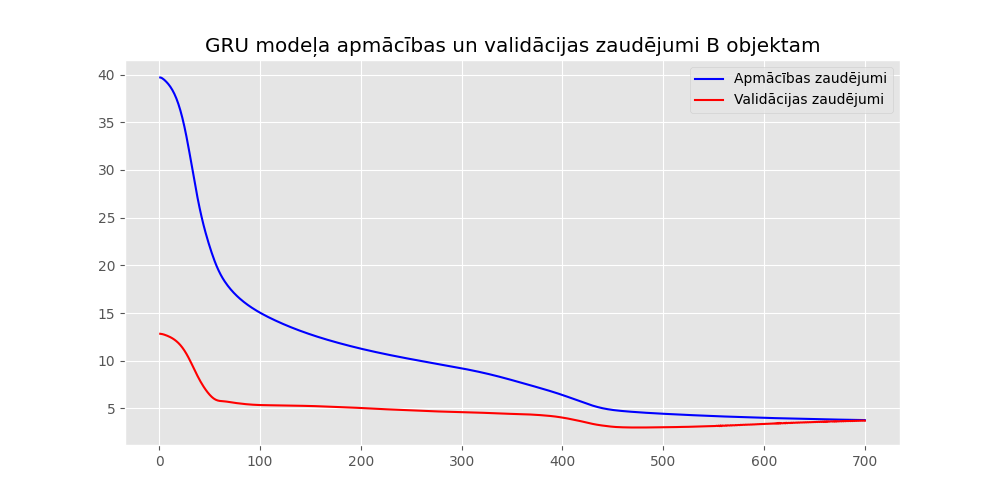 GRU modeļa apmācības un validācijas zaudējumi B objektam
Apmācības zaudējumi
Validācijas zaudējumi
40
35
30
25
20
15
10
5
0 100 200 300 400 500 600 700